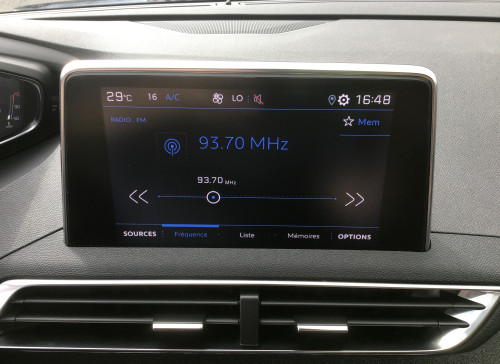 29°C 16 A/C LO 16:48
RADIO : FM
Mem
93.70 MHz
93.70 MHz
SOURCES Fréquence Liste Mémoires OPTIONS